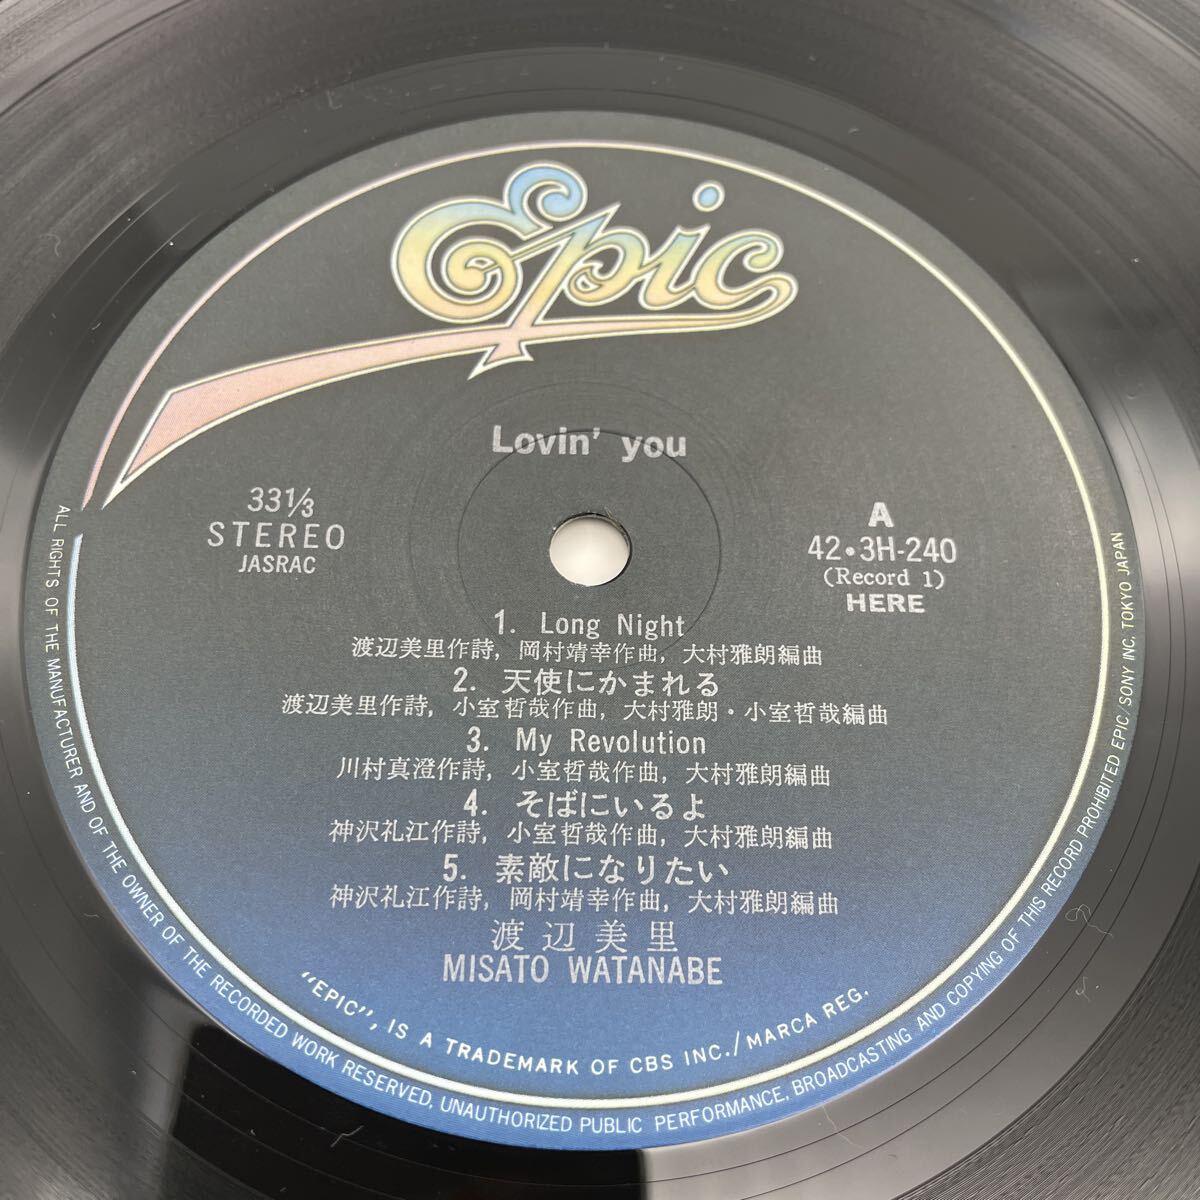 Epic
Lovin' you
33⅓
STEREO
JASRAC
A
42・3H-240
(Record 1)
HERE
1. Long Night
渡辺美里作詩, 岡村靖幸作曲, 大村雅朗編曲
2. 天使にかまれる
渡辺美里作詩, 小室哲哉作曲, 大村雅朗・小室哲哉編曲
3. My Revolution
川村真澄作詩, 小室哲哉作曲, 大村雅朗編曲
4. そばにいるよ
神沢礼江作詩, 小室哲哉作曲, 大村雅朗編曲
5. 素敵になりたい
神沢礼江作詩, 岡村靖幸作曲, 大村雅朗編曲
渡辺美里
MISATO WATANABE
"EPIC", IS A TRADEMARK OF CBS INC./MARCA REG.
ALL RIGHTS OF THE MANUFACTURER AND OF THE OWNER OF THE RECORDED WORK RESERVED, UNAUTHORIZED PUBLIC PERFORMANCE, BROADCASTING AND COPYING OF THIS RECORD PROHIBITED EPIC/SONY INC. TOKYO JAPAN